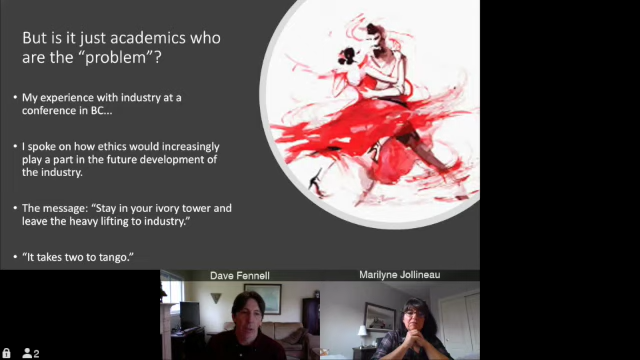 But is it just academics who
are the “problem”?
• My experience with industry at a
conference in BC...
• I spoke on how ethics would increasingly
play a part in the future development of
the industry.
• The message: “Stay in your ivory tower and
leave the heavy lifting to industry.”
• “It takes two to tango.”
Dave Fennell
Marilyne Jollineau
2